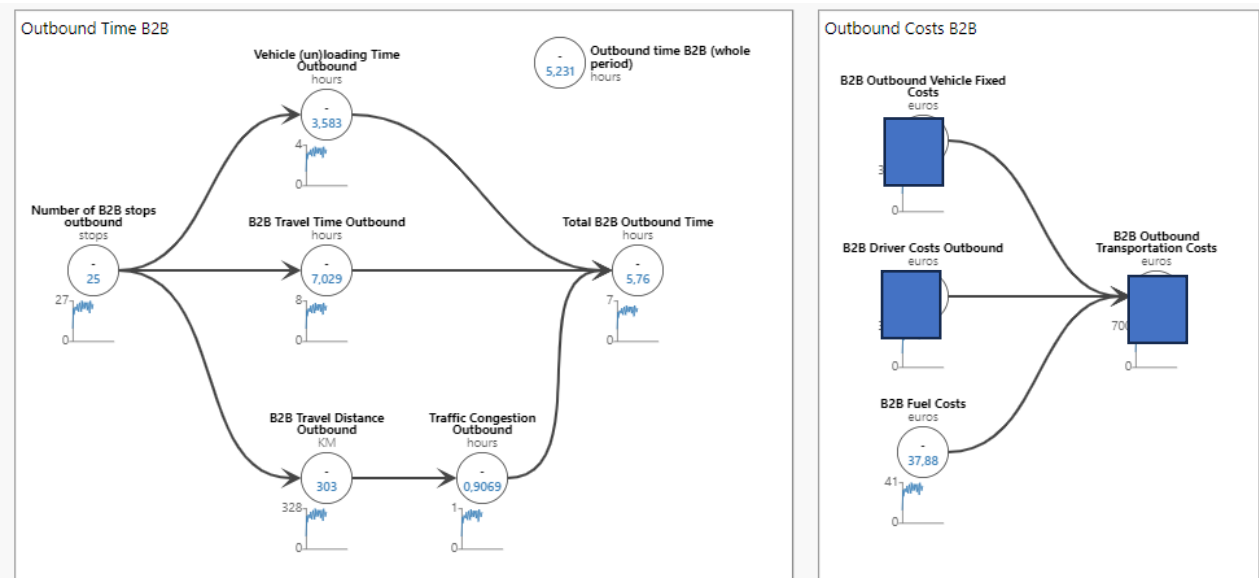 Outbound Time B2B
Vehicle (un)loading Time
Outbound
hours
-
3,583
4
0
-
5,231
Outbound time B2B (whole
period)
hours
Number of B2B stops
outbound
stops
-
25
27
0
B2B Travel Time Outbound
hours
-
7,029
8
0
Total B2B Outbound Time
hours
-
5,76
7
0
B2B Travel Distance
Outbound
KM
-
303
328
0
Traffic Congestion
Outbound
hours
-
0,9069
1
0
Outbound Costs B2B
B2B Outbound Vehicle Fixed
Costs
euros
0
B2B Driver Costs Outbound
euros
0
B2B Outbound
Transportation Costs
euros
0
B2B Fuel Costs
euros
-
37,88
41
0